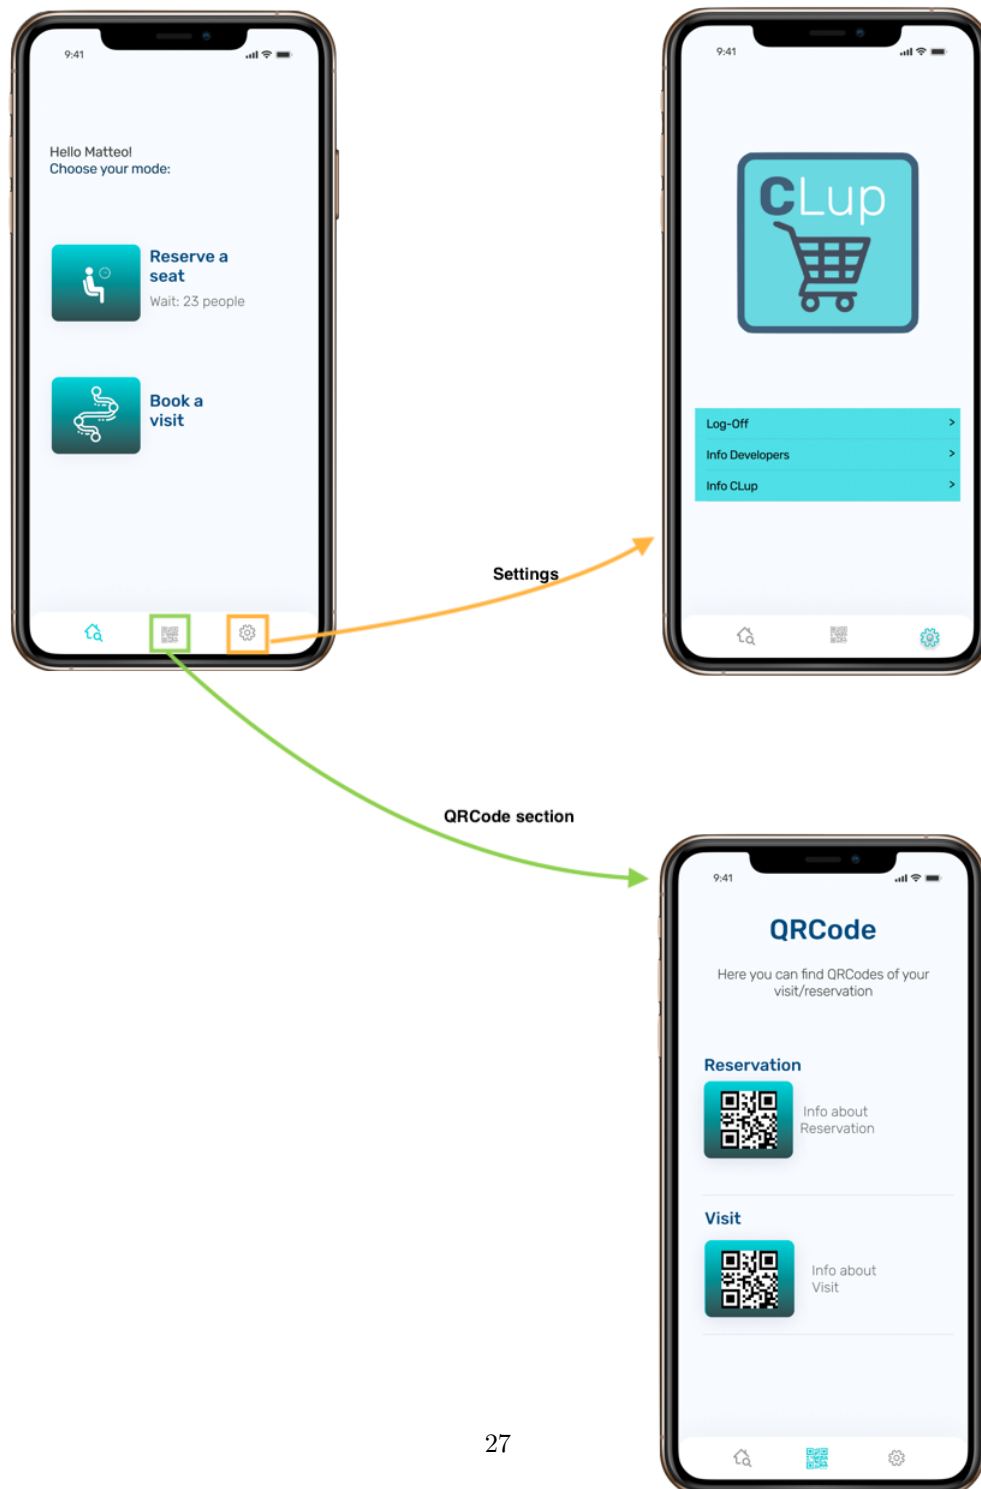 9:41
Hello Matteo!
Choose your mode:
Reserve a
seat
Wait: 23 people
Book a
visit
9:41
CLup
Log-Off >
Info Developers >
Info CLup >
Settings
QRCode section
9:41
QRCode
Here you can find QRCodes of your
visit/reservation
Reservation
Info about
Reservation
Visit
Info about
Visit
27